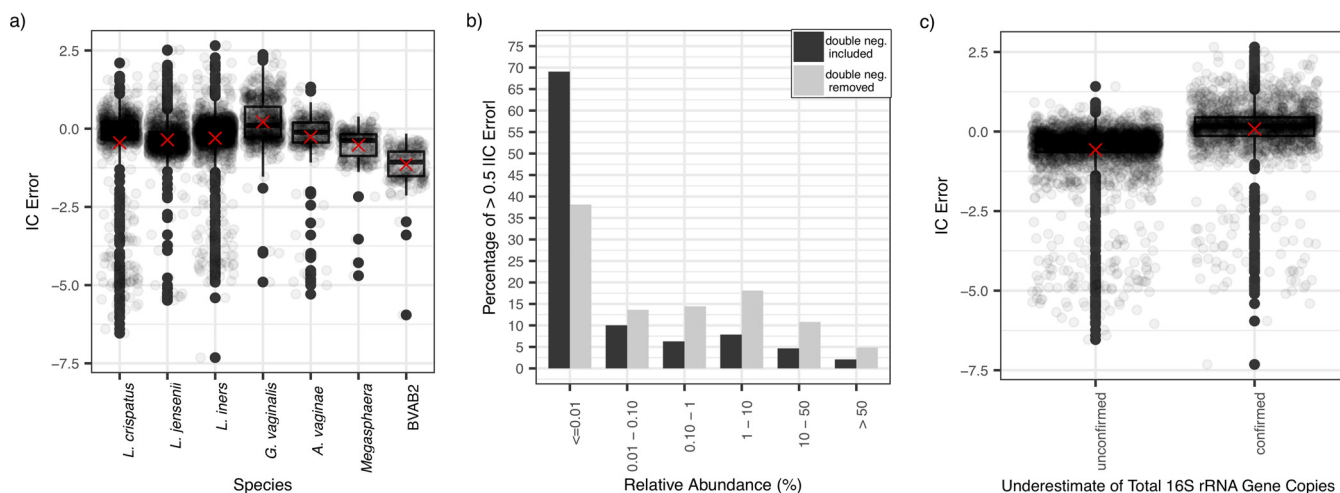 a)
IC Error
2.5
0.0
−2.5
−5.0
−7.5
L. crispatus
L. jensenii
L. iners
G. vaginalis
A. vaginae
Megasphaera
BVAB2
Species
b)
Percentage of > 0.5 |IC Error|
75
70
65
60
55
50
45
40
35
30
25
20
15
10
5
0
double neg. included
double neg. removed
<=0.01
0.01 − 0.10
0.10 − 1
1 − 10
10 − 50
> 50
Relative Abundance (%)
c)
IC Error
2.5
0.0
−2.5
−5.0
−7.5
unconfirmed
confirmed
Underestimate of Total 16S rRNA Gene Copies